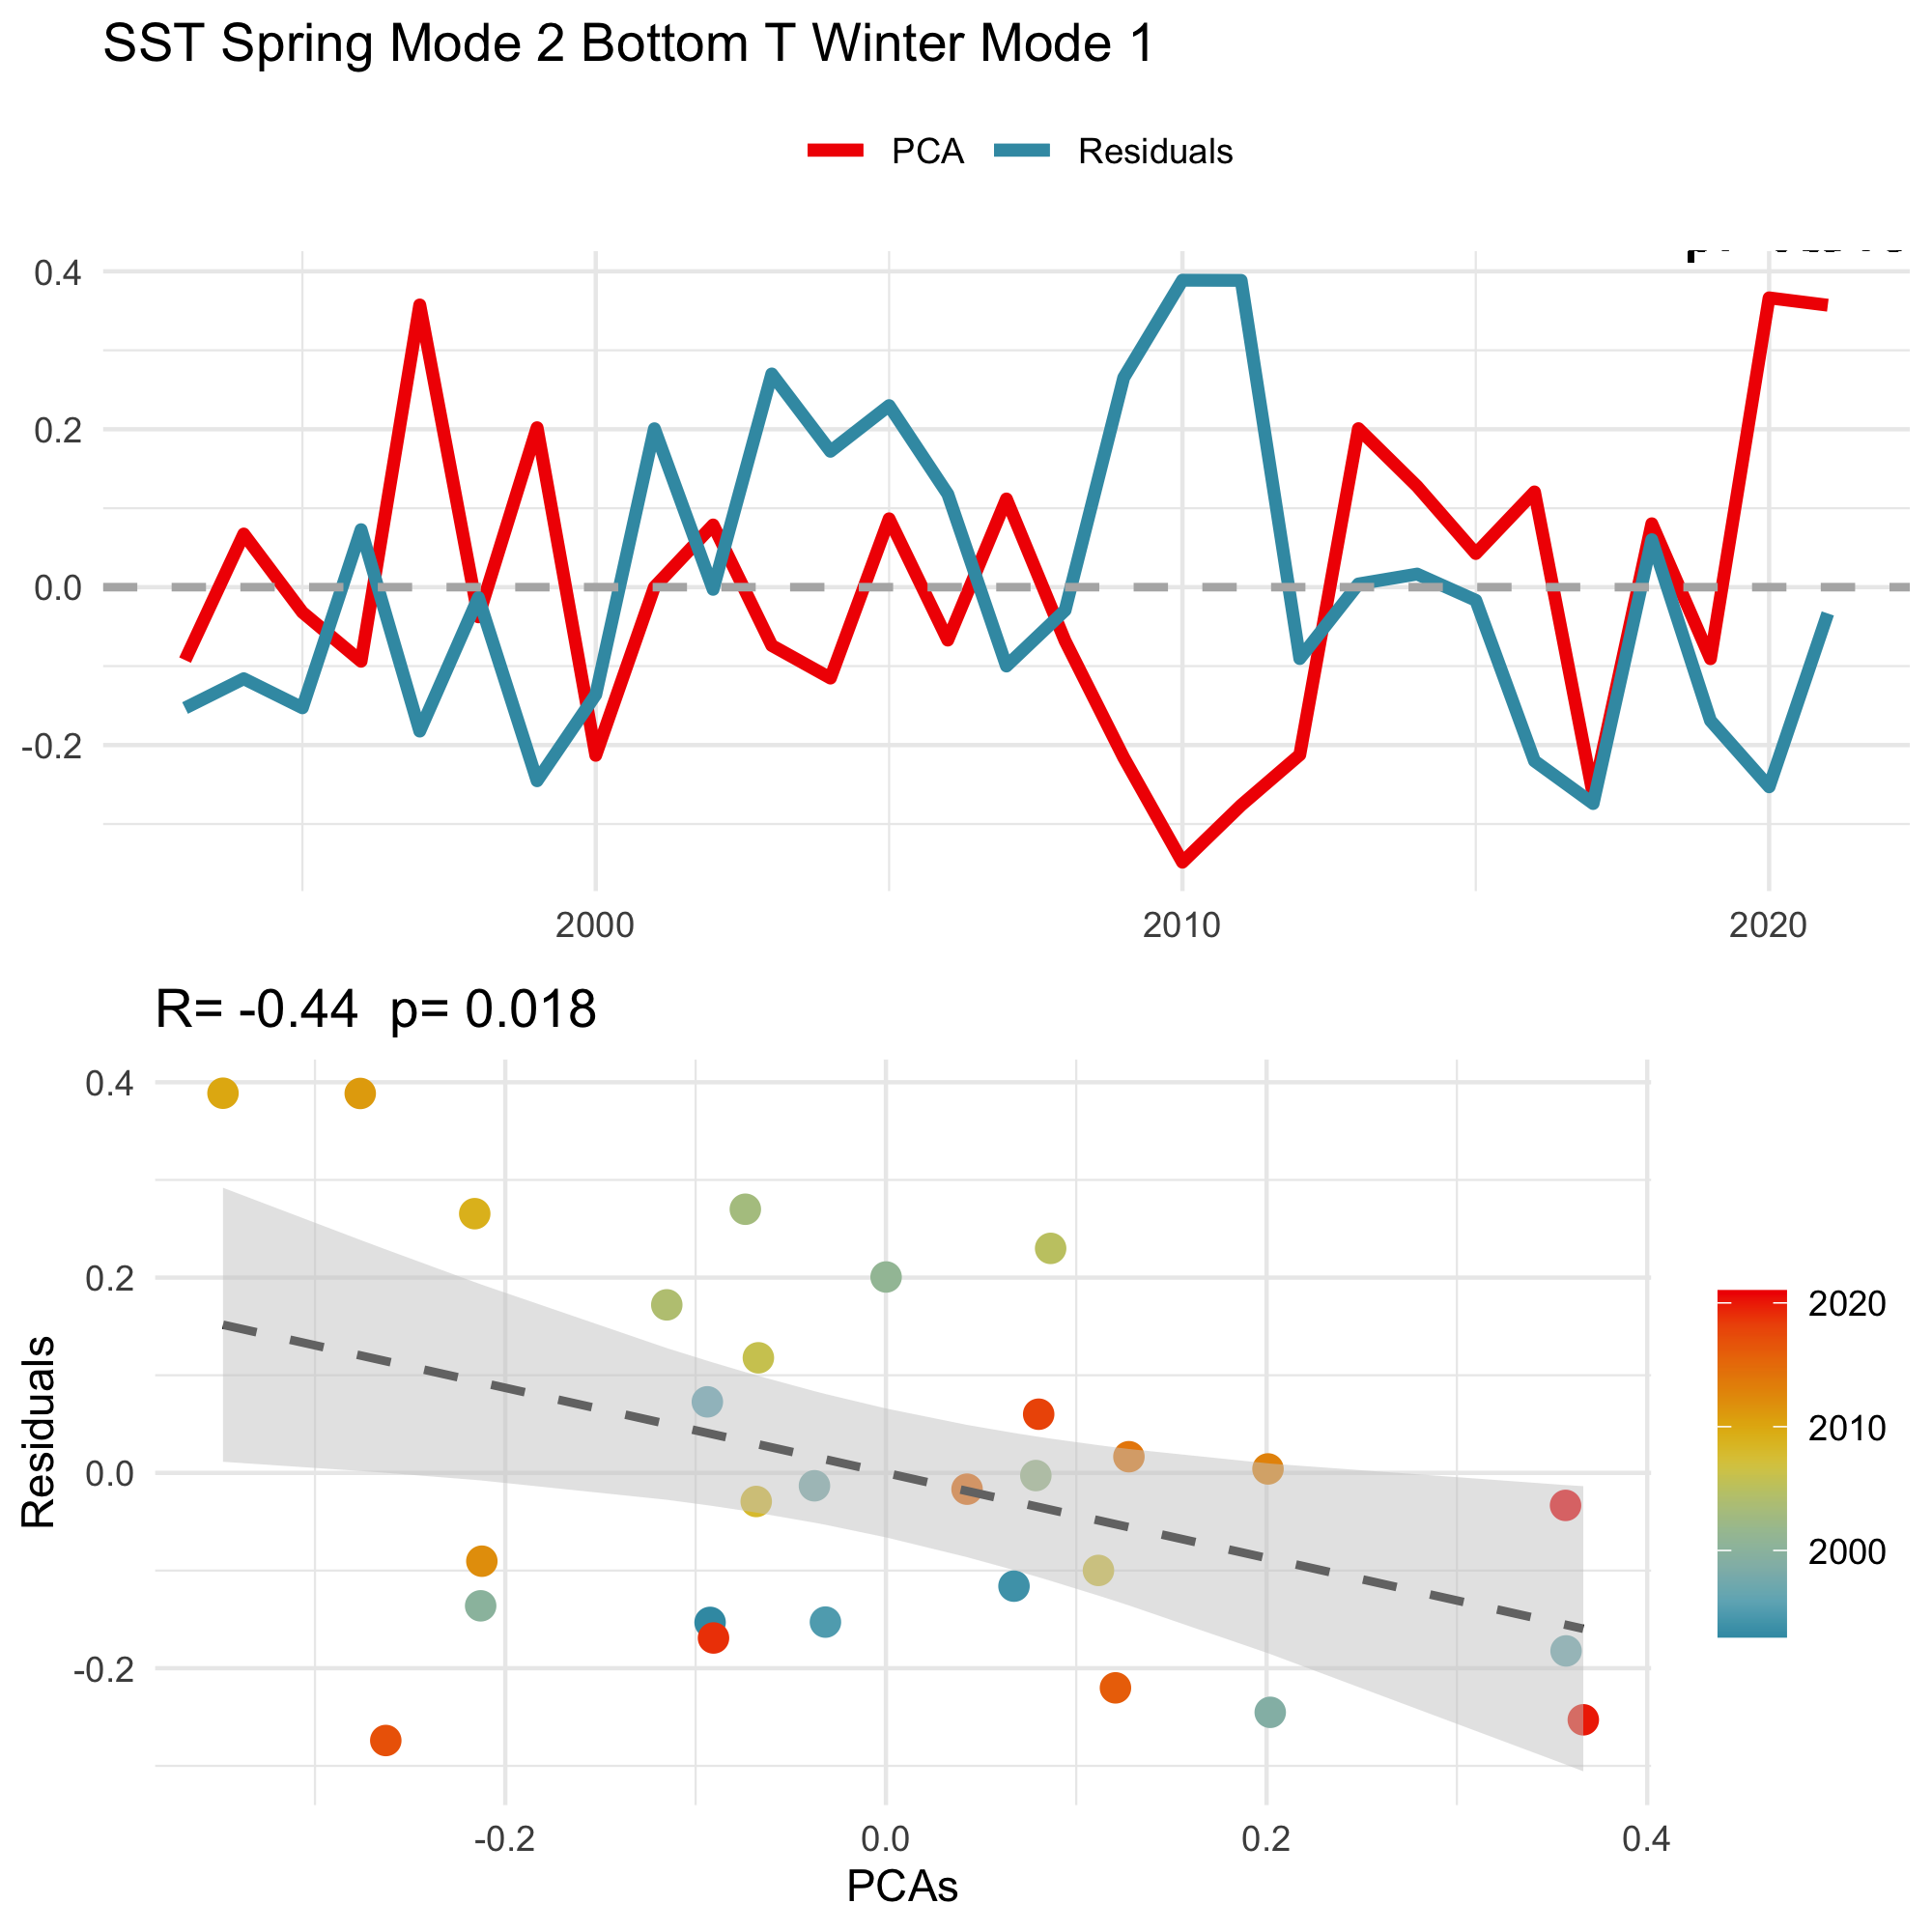 SST Spring Mode 2 Bottom T Winter Mode 1
PCA Residuals
0.4
0.2
0.0
-0.2
2000 2010 2020
R= -0.44 p= 0.018
0.4
0.2
0.0
-0.2
Residuals
-0.2 0.0 0.2 0.4
PCAs
2020
2010
2000